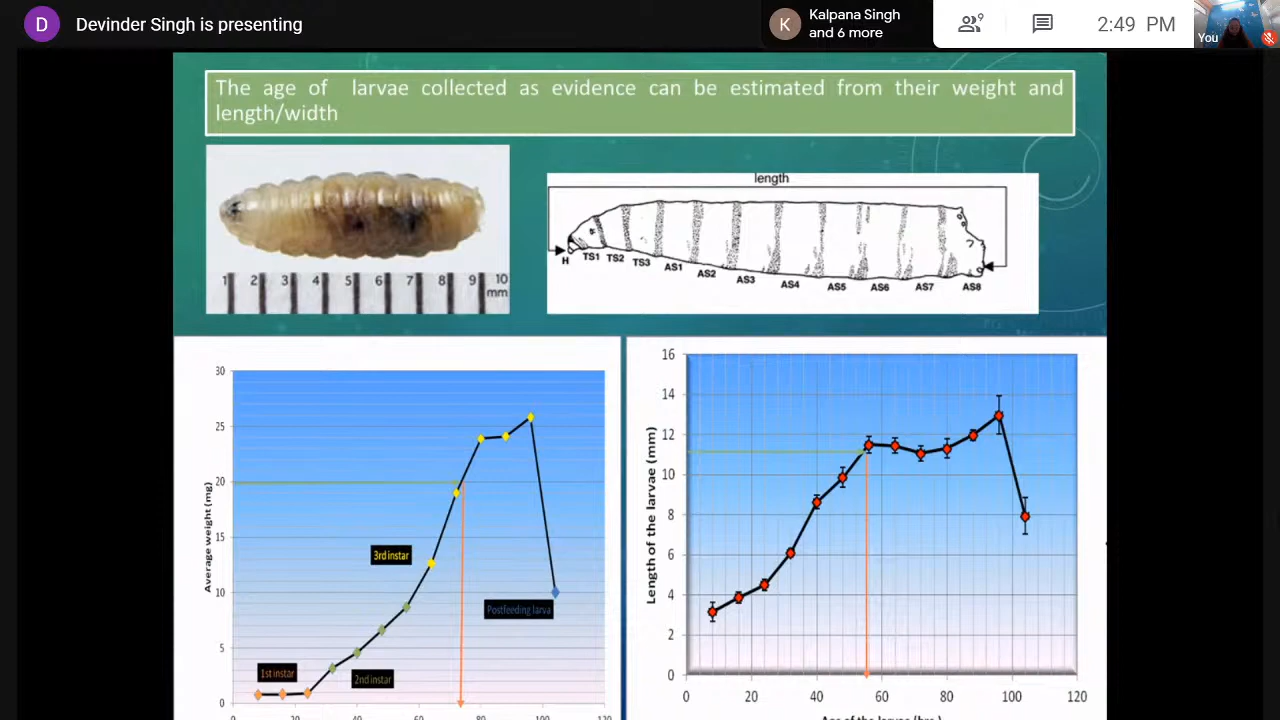 D
Devinder Singh is presenting
K
Kalpana Singh
and 6 more
9
2:49 PM
You
The age of larvae collected as evidence can be estimated from their weight and
length/width
1 2 3 4 5 6 7 8 9 10
mm
length
H TS1 TS2 TS3 AS1 AS2 AS3 AS4 AS5 AS6 AS7 AS8
30
25
20
15
10
5
0
Average weight (mg)
3rd instar
Postfeeding larva
1st instar
2nd instar
0 20 80 100 120
16
14
12
10
8
6
4
2
0
Length of the larvae (mm)
0 20 40 60 80 100 120
Age of the larvae (hrs.)